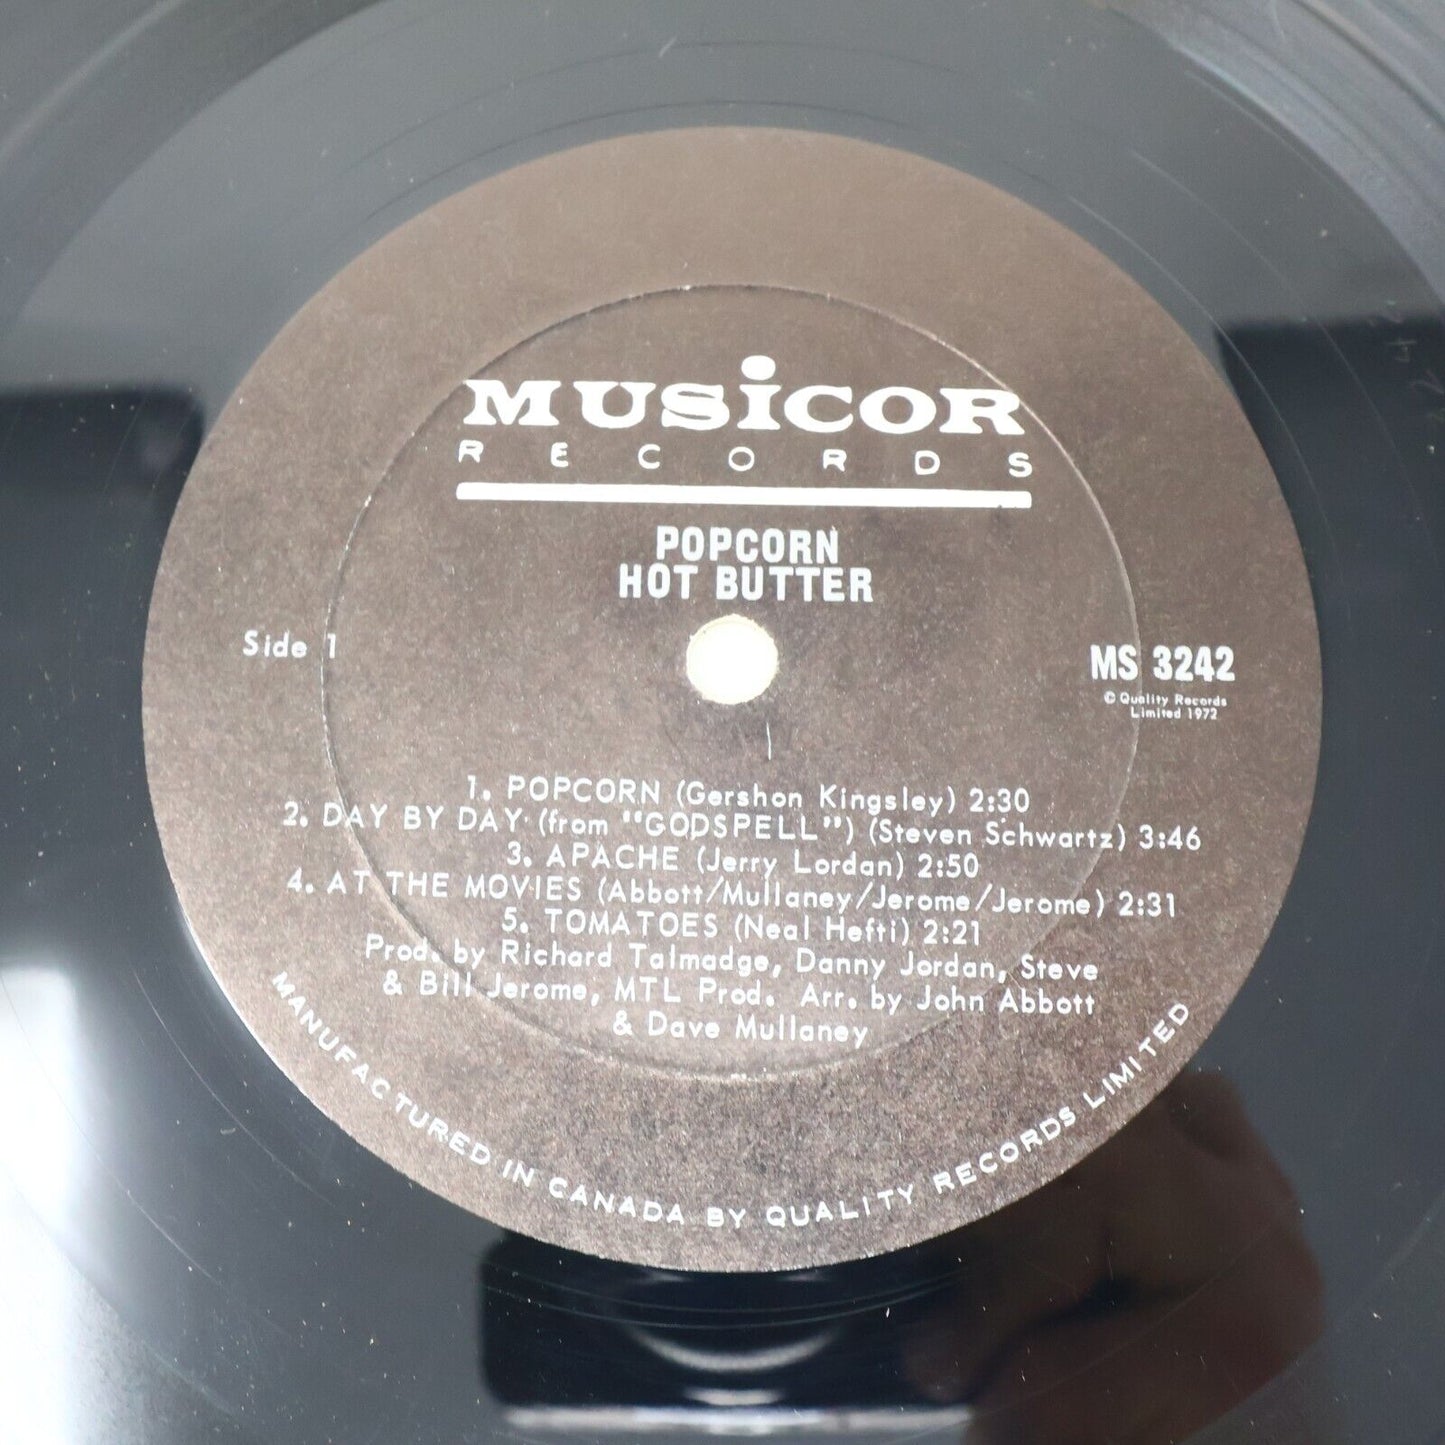 MUSiCOR
RECORDS
POPCORN
HOT BUTTER
Side 1
MS 3242
© Quality Records
Limited 1972
1. POPCORN (Gershon Kingsley) 2:30
2. DAY BY DAY (from "GODSPELL") (Steven Schwartz) 3:46
3. APACHE (Jerry Lordan) 2:50
4. AT THE MOVIES (Abbott/Mullaney/Jerome/Jerome) 2:31
5. TOMATOES (Neal Hefti) 2:21
Prod. by Richard Talmadge, Danny Jordan, Steve
& Bill Jerome, MTL Prod. Arr. by John Abbott
& Dave Mullaney
MANUFACTURED IN CANADA BY QUALITY RECORDS LIMITED